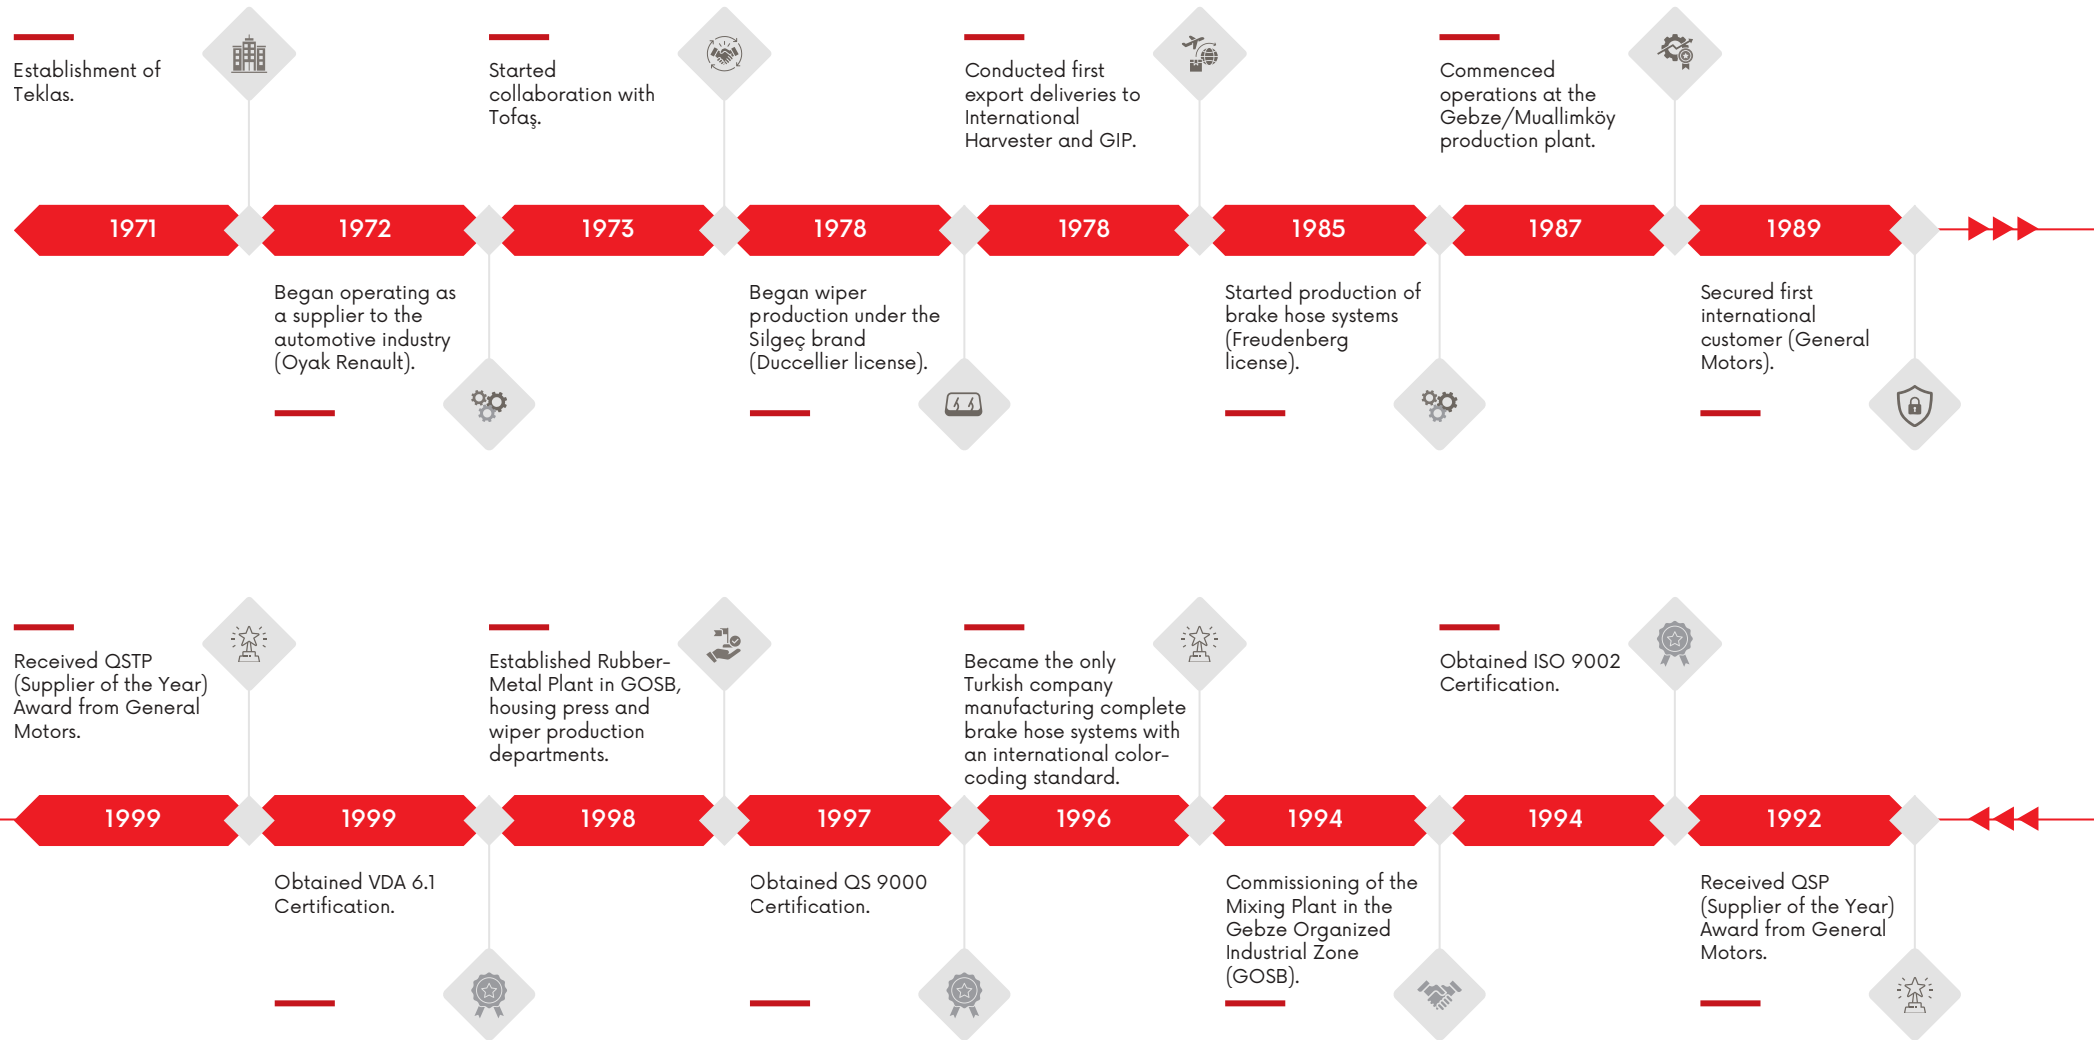 Establishment of
Teklas.
1971
1972
Began operating as
a supplier to the
automotive industry
(Oyak Renault).
Started
collaboration with
Tofaş.
1973
1978
Began wiper
production under the
Silgeç brand
(Duccellier license).
Conducted first
export deliveries to
International
Harvester and GIP.
1978
1985
Started production of
brake hose systems
(Freudenberg
license).
Commenced
operations at the
Gebze/Muallimköy
production plant.
1987
1989
Secured first
international
customer (General
Motors).
Received QSTP
(Supplier of the Year)
Award from General
Motors.
1999
1999
Obtained VDA 6.1
Certification.
Established Rubber-
Metal Plant in GOSB,
housing press and
wiper production
departments.
1998
1997
Obtained QS 9000
Certification.
Became the only
Turkish company
manufacturing complete
brake hose systems with
an international color-
coding standard.
1996
1994
Commissioning of the
Mixing Plant in the
Gebze Organized
Industrial Zone
(GOSB).
Obtained ISO 9002
Certification.
1994
1992
Received QSP
(Supplier of the Year)
Award from General
Motors.